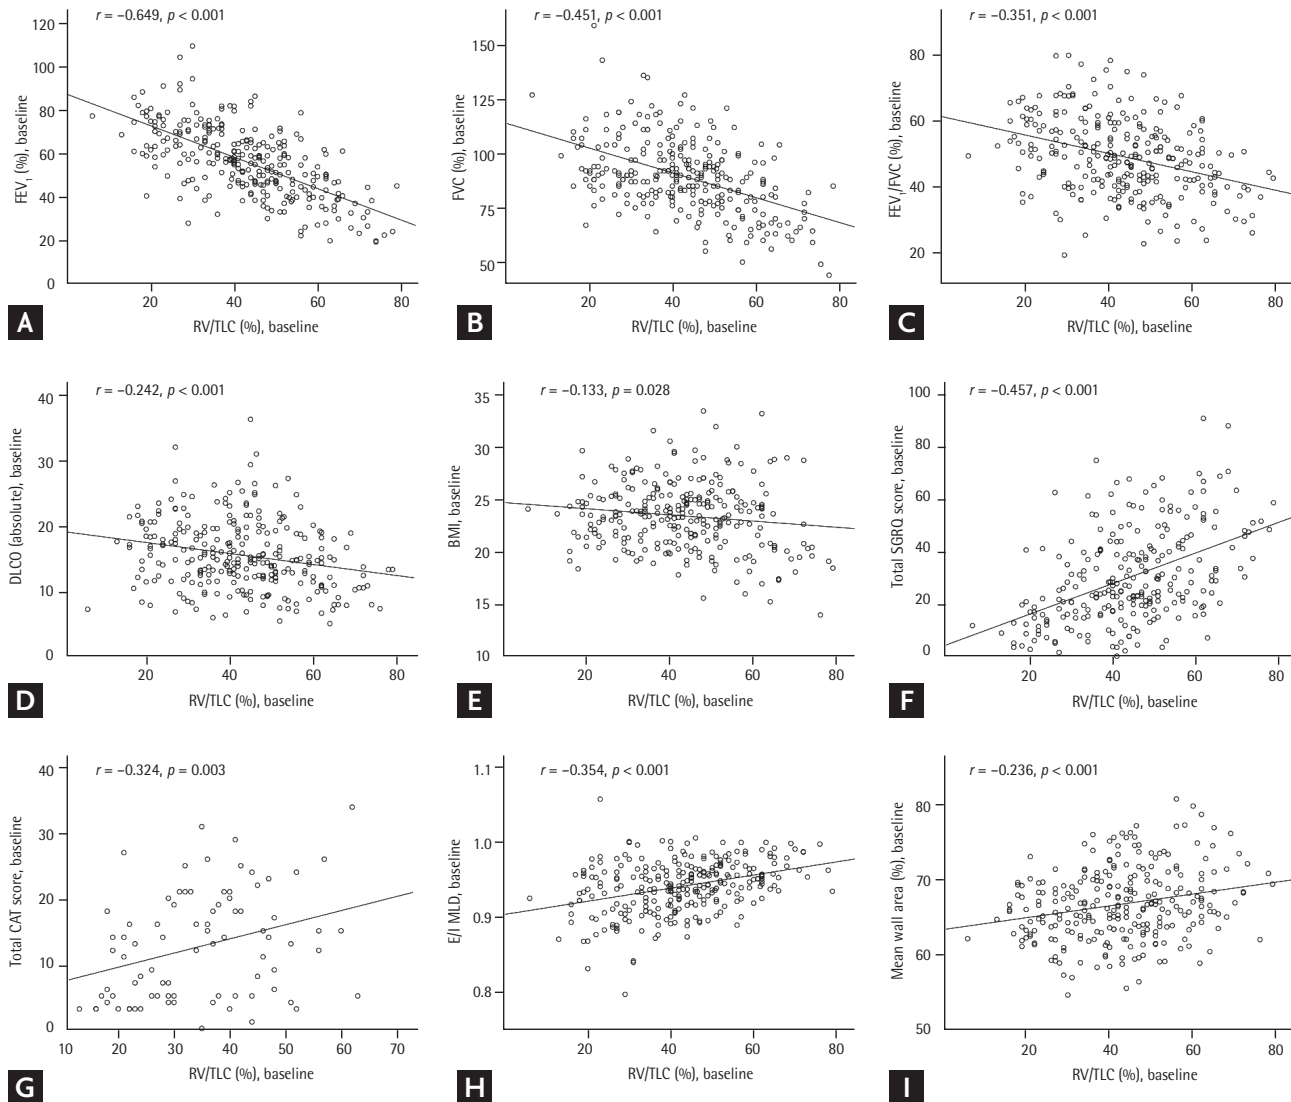 r = −0.649, p < 0.001
120
100
80
60
40
20
0
FEV1 (%), baseline
20 40 60 80
RV/TLC (%), baseline
A
r = −0.451, p < 0.001
150
125
100
75
50
FVC (%), baseline
20 40 60 80
RV/TLC (%), baseline
B
r = −0.351, p < 0.001
80
60
40
20
FEV1/FVC (%), baseline
20 40 60 80
RV/TLC (%), baseline
C
r = −0.242, p < 0.001
40
30
20
10
0
DLCO (absolute), baseline
20 40 60 80
RV/TLC (%), baseline
D
r = −0.133, p = 0.028
35
30
25
20
15
10
BMI, baseline
20 40 60 80
RV/TLC (%), baseline
E
r = −0.457, p < 0.001
100
80
60
40
20
0
Total SGRQ score, baseline
20 40 60 80
RV/TLC (%), baseline
F
r = −0.324, p = 0.003
40
30
20
10
0
Total CAT score, baseline
10 20 30 40 50 60 70
RV/TLC (%), baseline
G
r = −0.354, p < 0.001
1.1
1.0
0.9
0.8
E/I MLD, baseline
20 40 60 80
RV/TLC (%), baseline
H
r = −0.236, p < 0.001
80
70
60
50
Mean wall area (%), baseline
20 40 60 80
RV/TLC (%), baseline
I